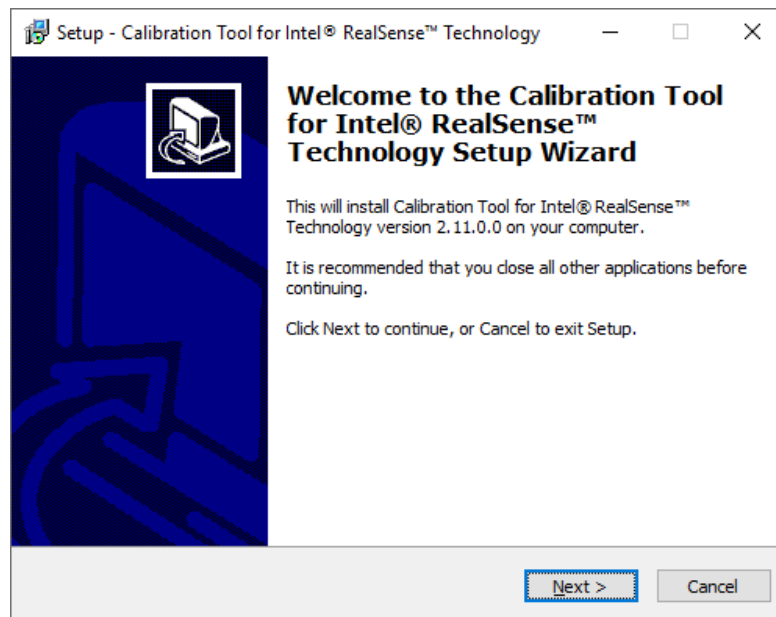 Setup - Calibration Tool for Intel® RealSense™ Technology
Welcome to the Calibration Tool
for Intel® RealSense™
Technology Setup Wizard
This will install Calibration Tool for Intel® RealSense™
Technology version 2.11.0.0 on your computer.
It is recommended that you close all other applications before
continuing.
Click Next to continue, or Cancel to exit Setup.
Next >
Cancel